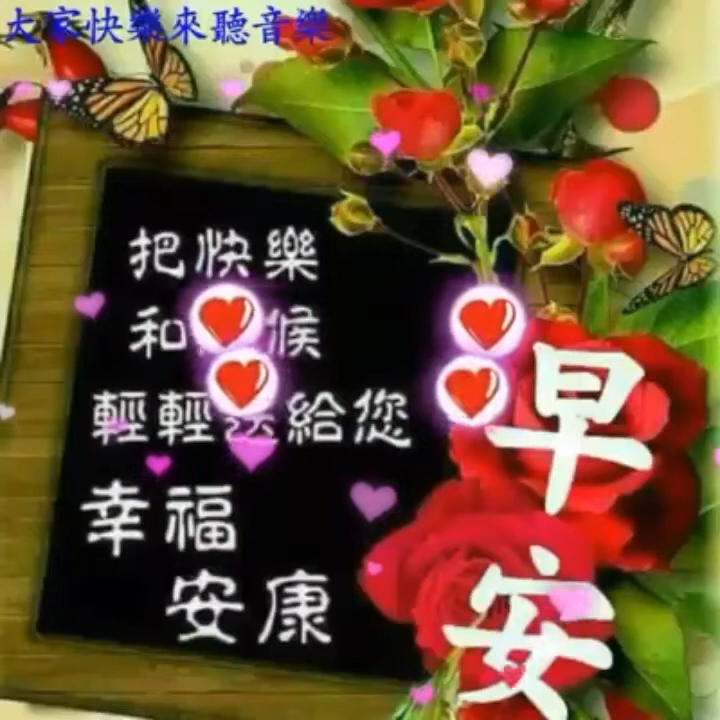 大家快樂來聽音樂
把快樂
和候
輕輕送給您
幸福
安康
早安